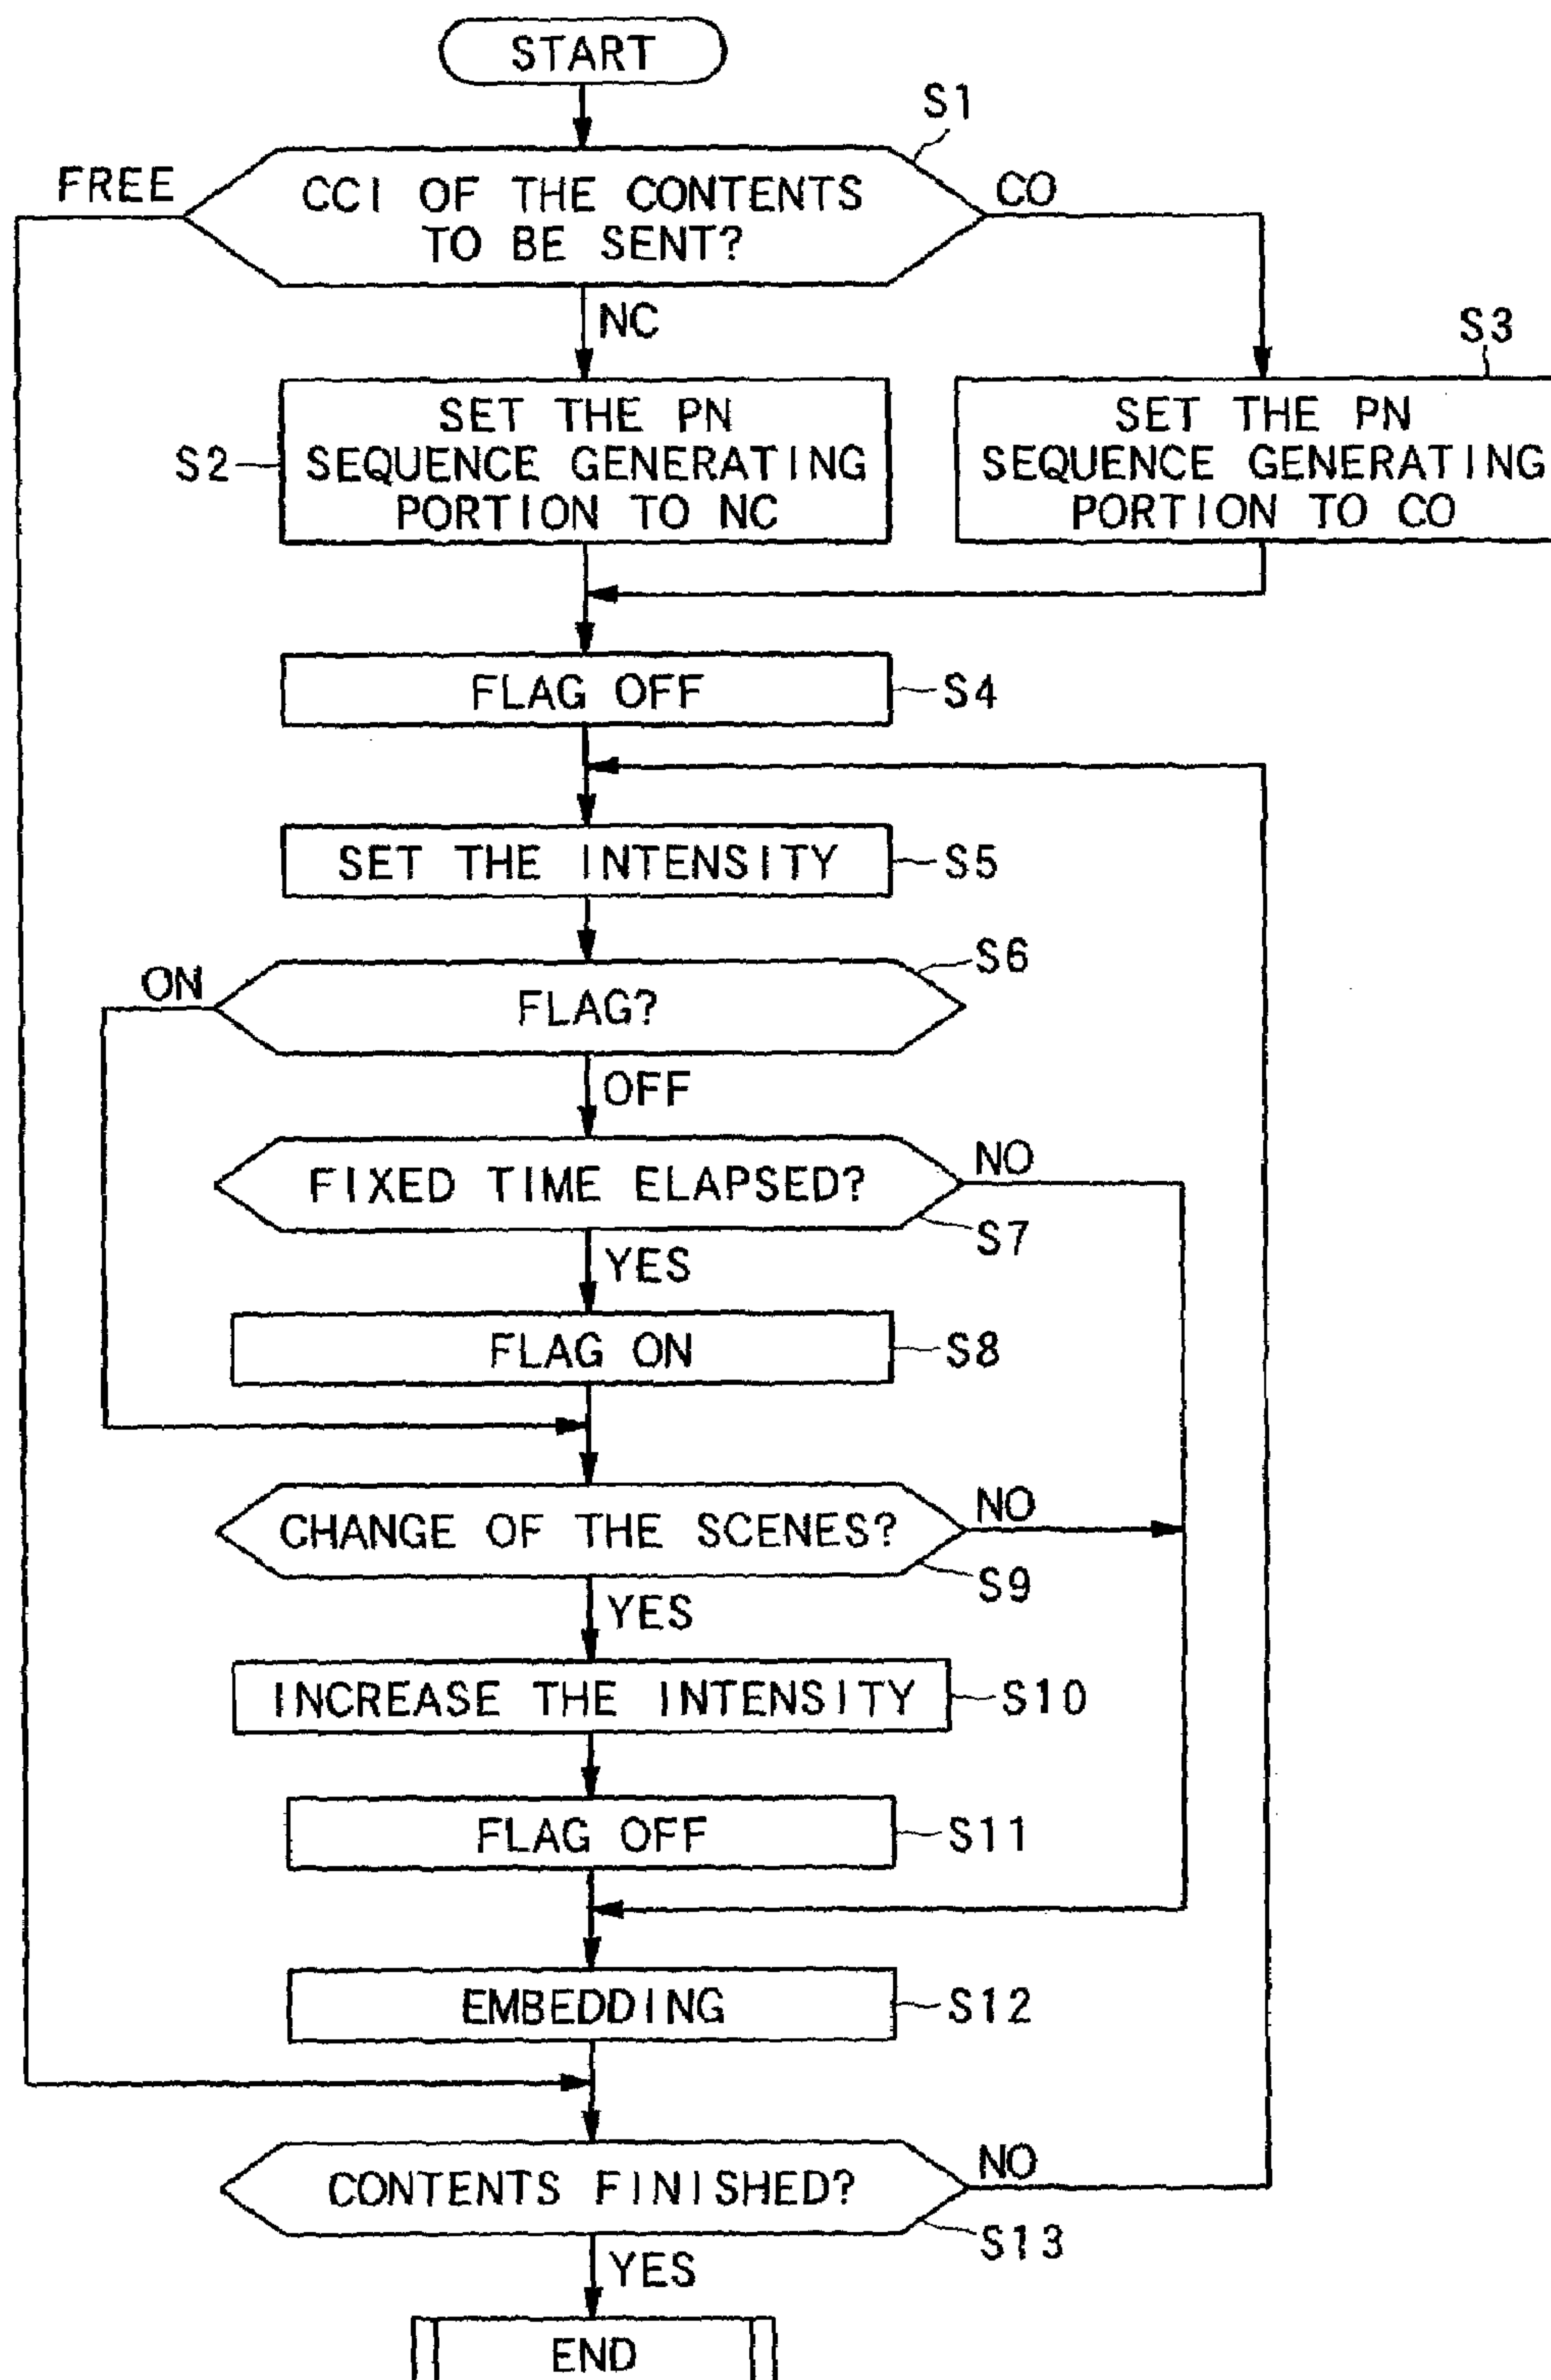 START
S1
FREE
CCI OF THE CONTENTS
TO BE SENT?
CO
NC
S3
S2
SET THE PN
SEQUENCE GENERATING
PORTION TO NC
SET THE PN
SEQUENCE GENERATING
PORTION TO CO
FLAG OFF
S4
SET THE INTENSITY
S5
S6
ON
FLAG?
OFF
FIXED TIME ELAPSED?
NO
S7
YES
FLAG ON
S8
CHANGE OF THE SCENES?
NO
S9
YES
INCREASE THE INTENSITY
S10
FLAG OFF
S11
EMBEDDING
S12
CONTENTS FINISHED?
NO
S13
YES
END